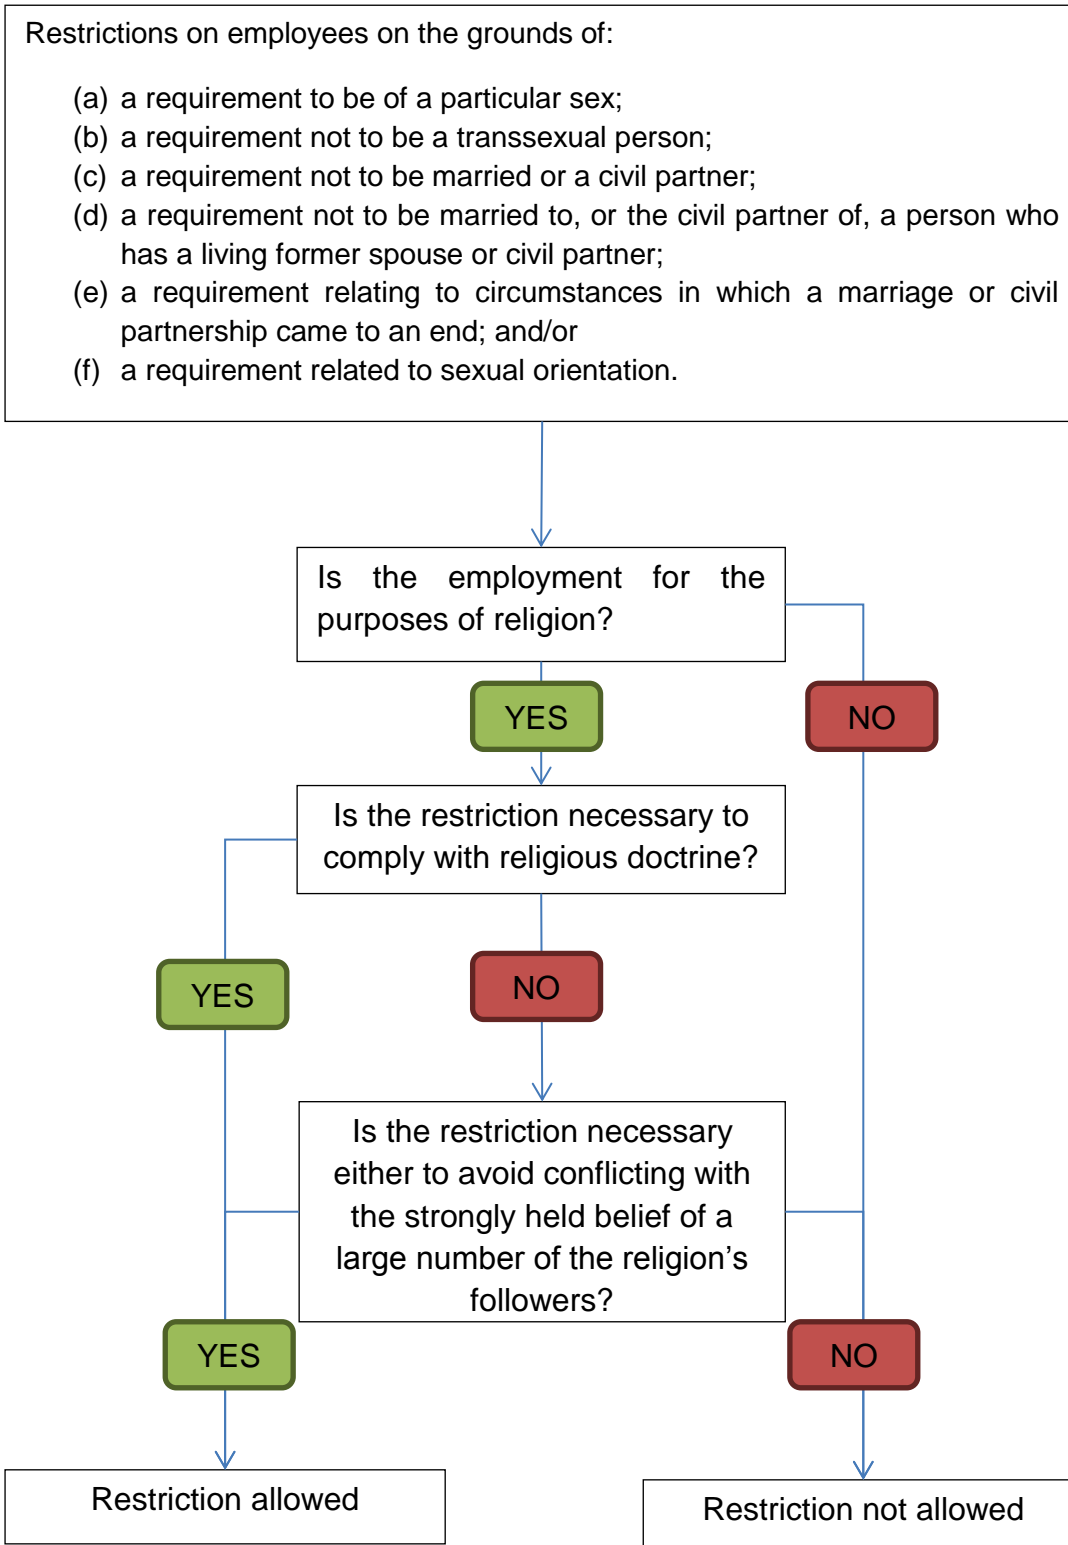 Restrictions on employees on the grounds of:
(a) a requirement to be of a particular sex;
(b) a requirement not to be a transsexual person;
(c) a requirement not to be married or a civil partner;
(d) a requirement not to be married to, or the civil partner of, a person who
has a living former spouse or civil partner;
(e) a requirement relating to circumstances in which a marriage or civil
partnership came to an end; and/or
(f) a requirement related to sexual orientation.
Is the employment for the
purposes of religion?
YES
NO
Is the restriction necessary to
comply with religious doctrine?
YES
NO
Is the restriction necessary
either to avoid conflicting with
the strongly held belief of a
large number of the religion’s
followers?
YES
NO
Restriction allowed
Restriction not allowed